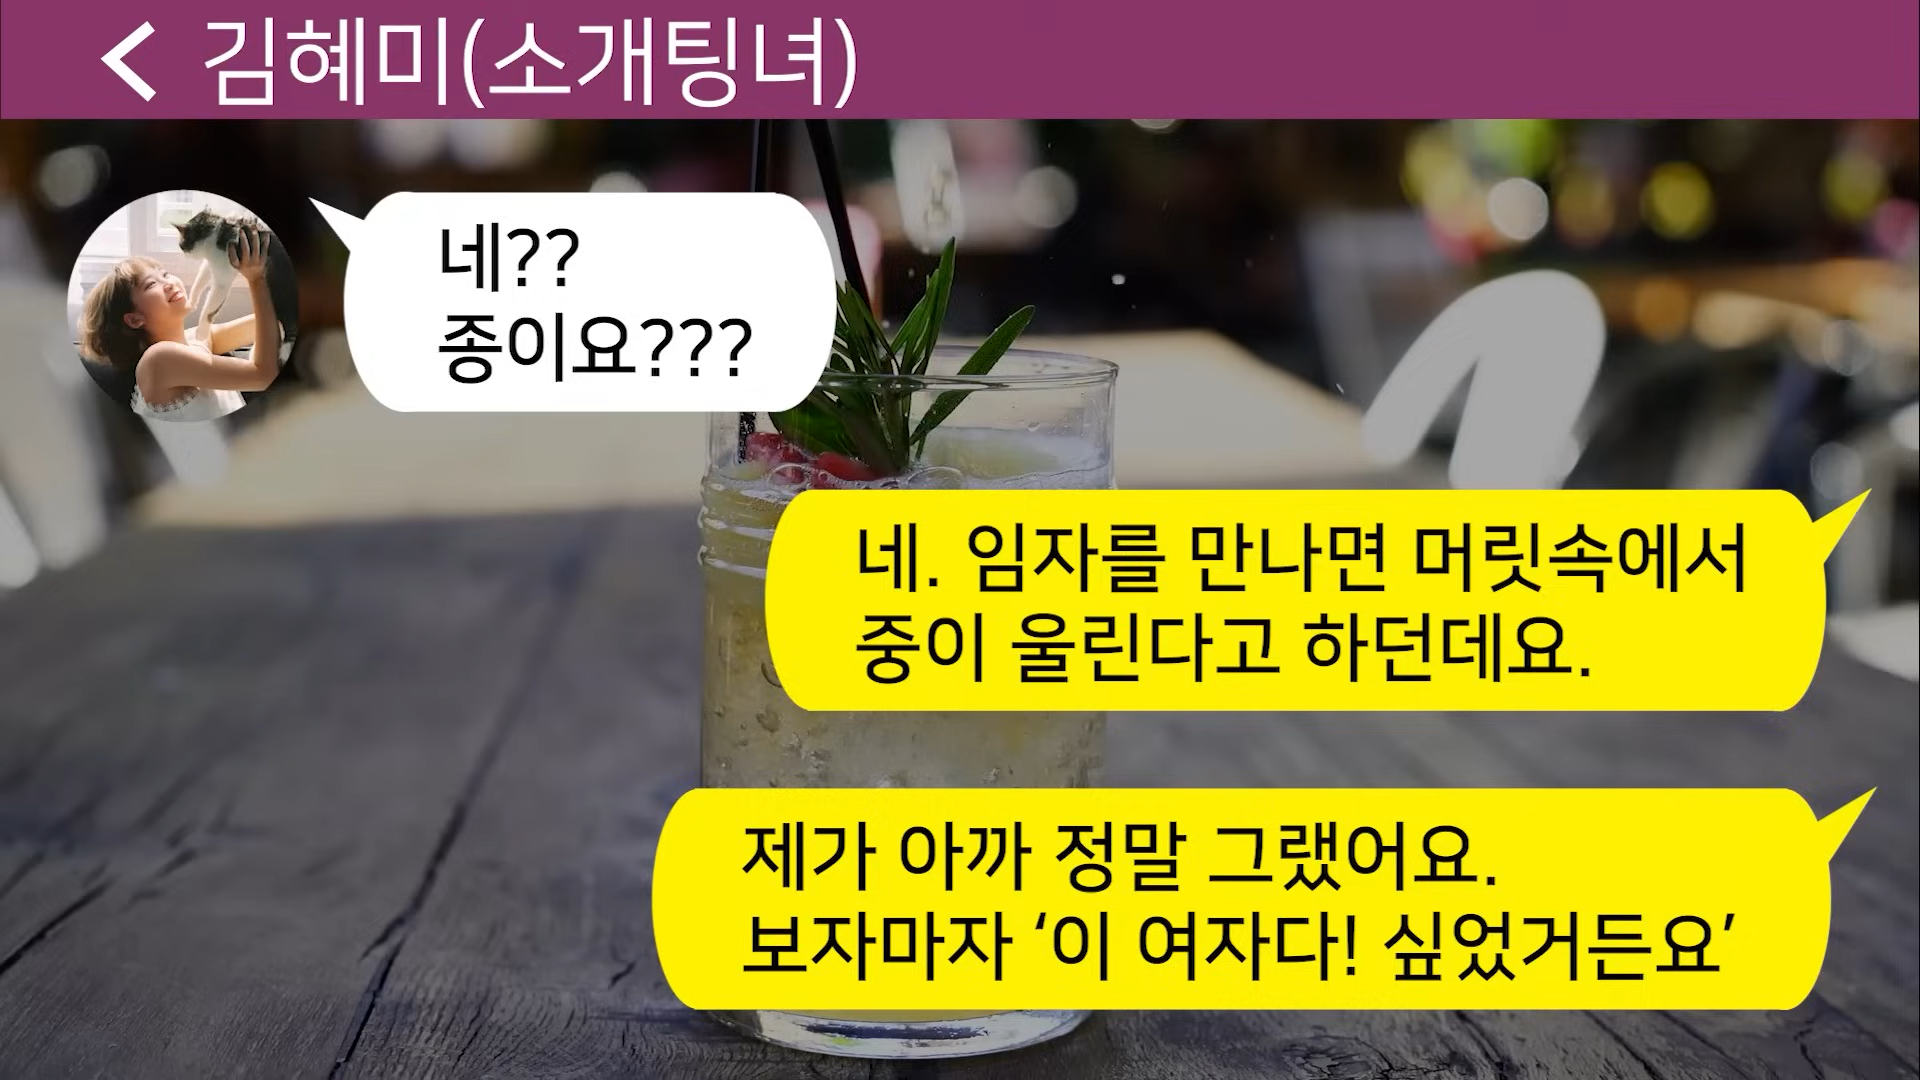 김혜미(소개팅녀)
네??
종이요???
네. 임자를 만나면 머릿속에서
중이 울린다고 하던데요.
제가 아까 정말 그랬어요.
보자마자 ‘이 여자다! 싶었거든요’